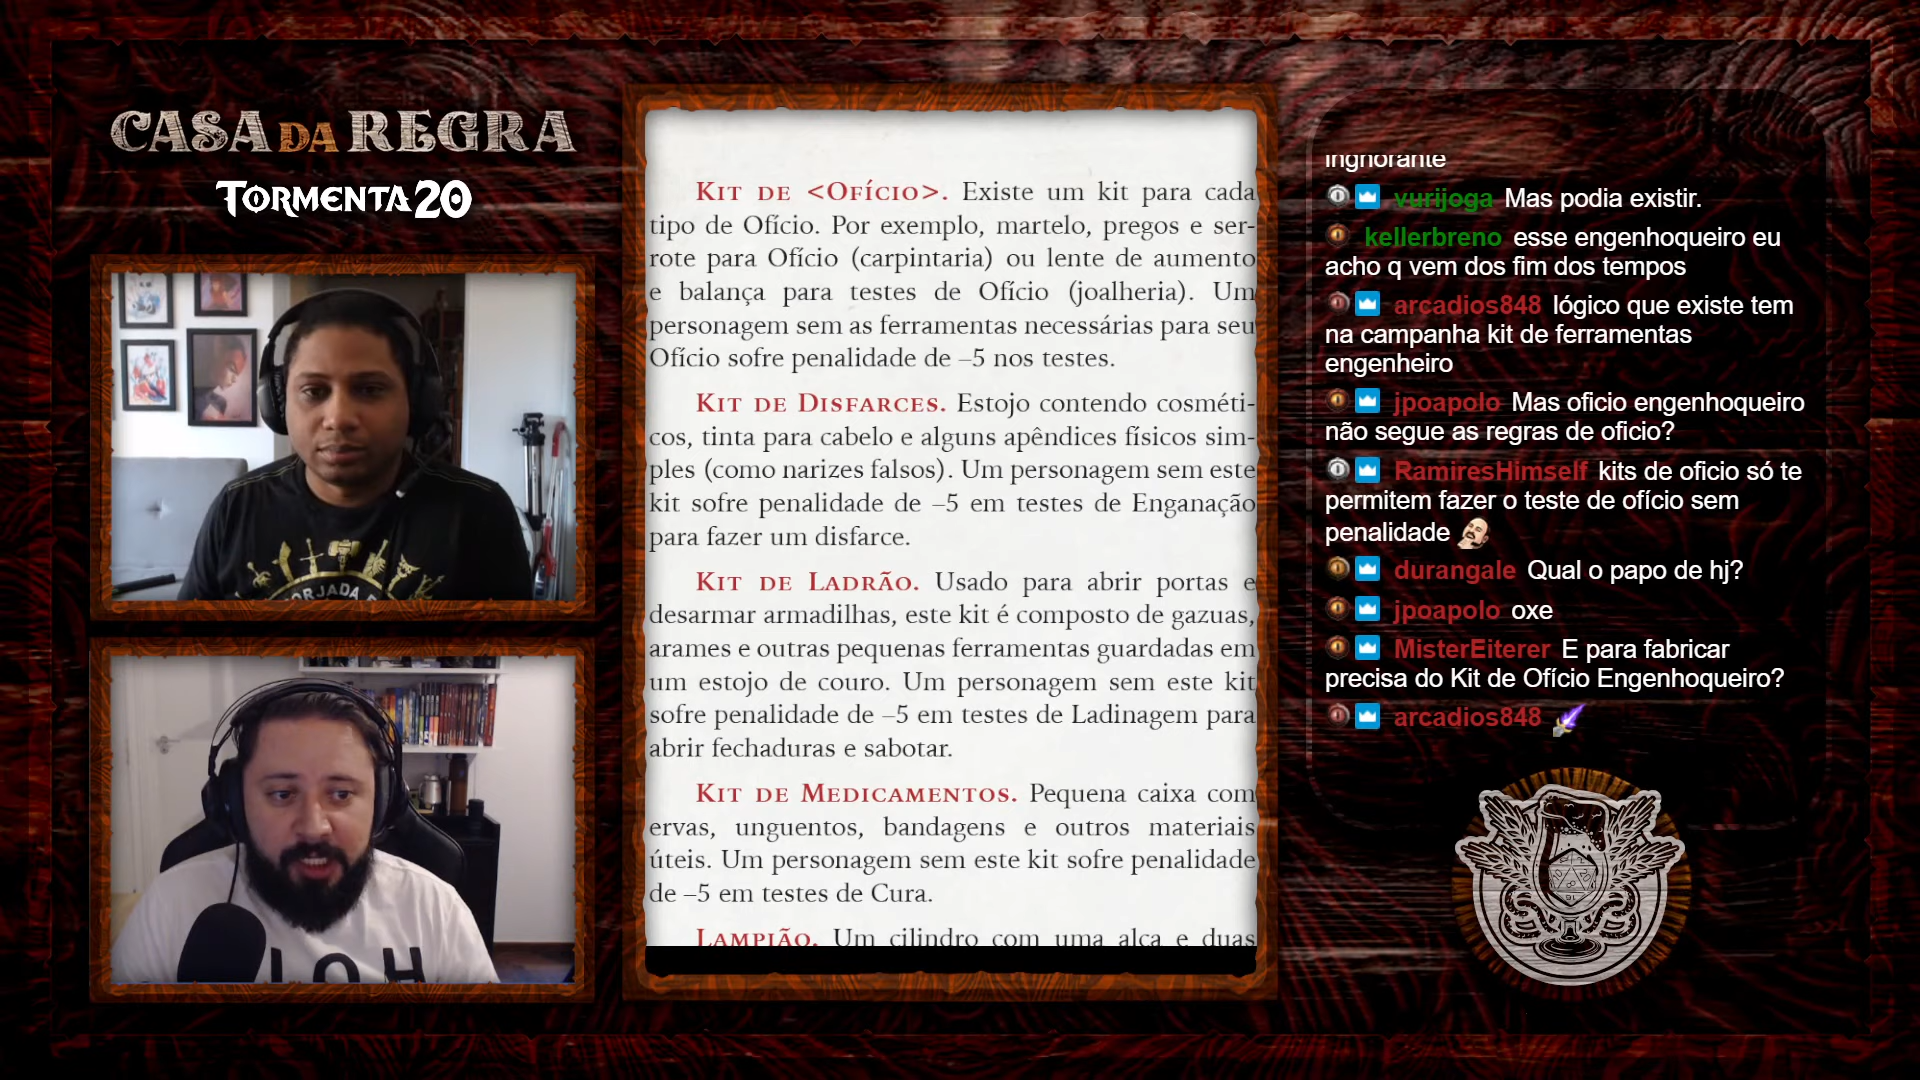 CASA DA REGRA
TORMENTA20
ORJADA
LOH
KIT DE <OFÍCIO>. Existe um kit para cada
tipo de Ofício. Por exemplo, martelo, pregos e ser-
rote para Ofício (carpintaria) ou lente de aumento
e balança para testes de Ofício (joalheria). Um
personagem sem as ferramentas necessárias para seu
Ofício sofre penalidade de –5 nos testes.
KIT DE DISFARCES. Estojo contendo cosméti-
cos, tinta para cabelo e alguns apêndices físicos sim-
ples (como narizes falsos). Um personagem sem este
kit sofre penalidade de –5 em testes de Enganação
para fazer um disfarce.
KIT DE LADRÃO. Usado para abrir portas e
desarmar armadilhas, este kit é composto de gazuas,
arames e outras pequenas ferramentas guardadas em
um estojo de couro. Um personagem sem este kit
sofre penalidade de –5 em testes de Ladinagem para
abrir fechaduras e sabotar.
KIT DE MEDICAMENTOS. Pequena caixa com
ervas, unguentos, bandagens e outros materiais
úteis. Um personagem sem este kit sofre penalidade
de –5 em testes de Cura.
LAMPIÃO. Um cilindro com uma alça e duas
ingnorante
vurijoga Mas podia existir.
kellerbreno esse engenhoqueiro eu
acho q vem dos fim dos tempos
arcadios848 lógico que existe tem
na campanha kit de ferramentas
engenheiro
jpoapolo Mas oficio engenhoqueiro
não segue as regras de oficio?
RamiresHimself kits de oficio só te
permitem fazer o teste de ofício sem
penalidade
durangale Qual o papo de hj?
jpoapolo oxe
MisterEiterer E para fabricar
precisa do Kit de Ofício Engenhoqueiro?
arcadios848